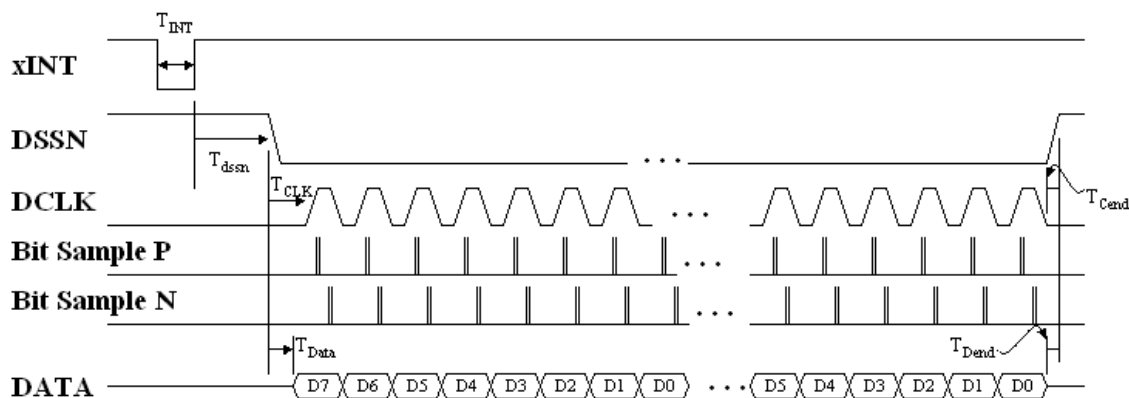 T_INT
xINT
DSSN
T_dssn
T_CLK
DCLK
T_Cend
Bit Sample P
Bit Sample N
T_Data
T_Dend
DATA D7 D6 D5 D4 D3 D2 D1 D0 ... D5 D4 D3 D2 D1 D0